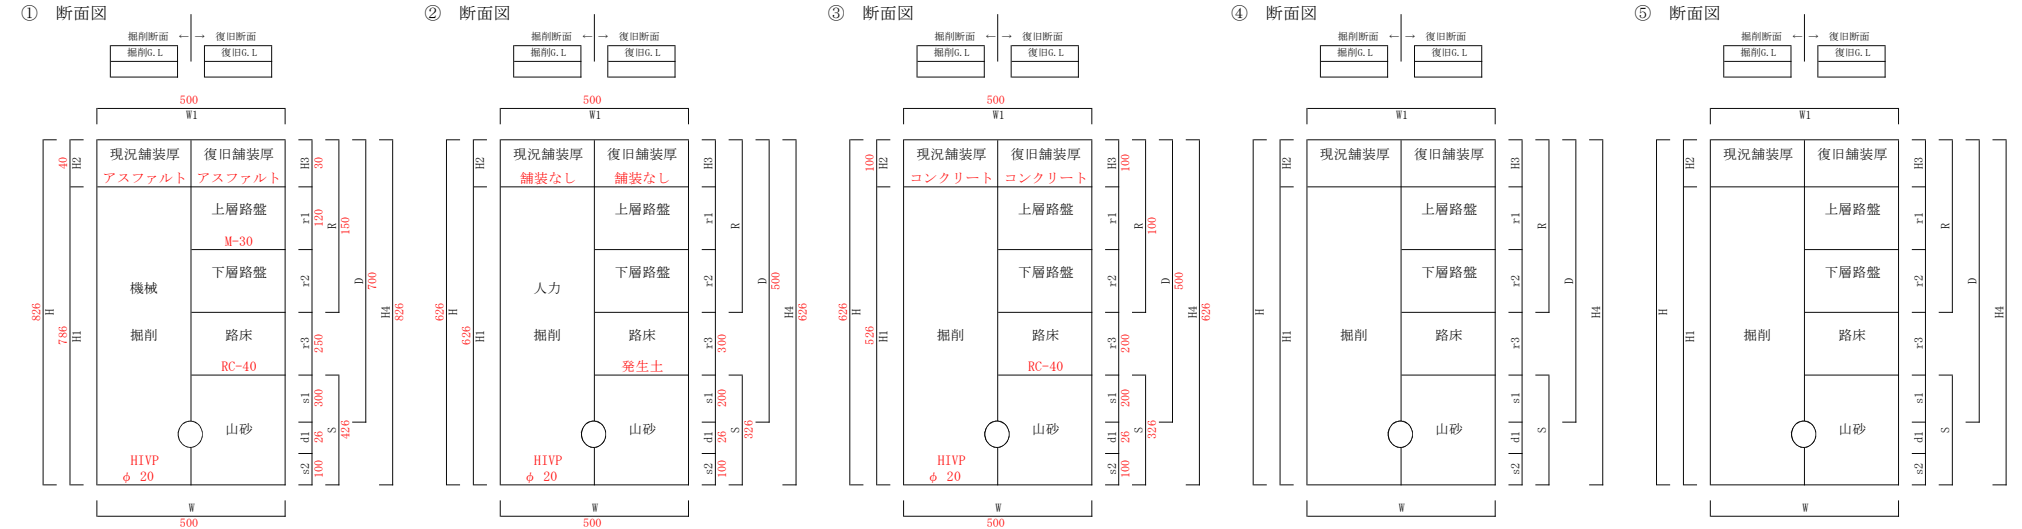 ① 断面図
掘削断面 ←→ 復旧断面
掘削G.L 復旧G.L
500
W1
現況舗装厚 復旧舗装厚
アスファルト アスファルト
40 H2 H3 30
上層路盤
M-30
r1 120 R 150
下層路盤
r2
機械
掘削
826 H 786 H1
D 700 H4 826
路床
RC-40
r3 250
山砂
s1 300
d1 26 S 426
s2 100
HIVP
φ 20
W
500
② 断面図
掘削断面 ←→ 復旧断面
掘削G.L 復旧G.L
500
W1
現況舗装厚 復旧舗装厚
舗装なし 舗装なし
H2 H3
上層路盤
r1 R
下層路盤
r2
人力
掘削
626 H 626 H1
D 500 H4 626
路床
発生土
r3 300
山砂
s1 200
d1 26 S 326
s2 100
HIVP
φ 20
W
500
③ 断面図
掘削断面 ←→ 復旧断面
掘削G.L 復旧G.L
500
W1
現況舗装厚 復旧舗装厚
コンクリート コンクリート
100 H2 H3 100
上層路盤
r1 R 100
下層路盤
r2
掘削
626 H 526 H1
D 500 H4 626
路床
RC-40
r3 200
山砂
s1 200
d1 26 S 326
s2 100
HIVP
φ 20
W
500
④ 断面図
掘削断面 ←→ 復旧断面
掘削G.L 復旧G.L
W1
現況舗装厚 復旧舗装厚
H2 H3
上層路盤
r1 R
下層路盤
r2
掘削
H H1
D H4
路床
r3
山砂
s1
d1 S
s2
W
⑤ 断面図
掘削断面 ←→ 復旧断面
掘削G.L 復旧G.L
W1
現況舗装厚 復旧舗装厚
H2 H3
上層路盤
r1 R
下層路盤
r2
掘削
H H1
D H4
路床
r3
山砂
s1
d1 S
s2
W